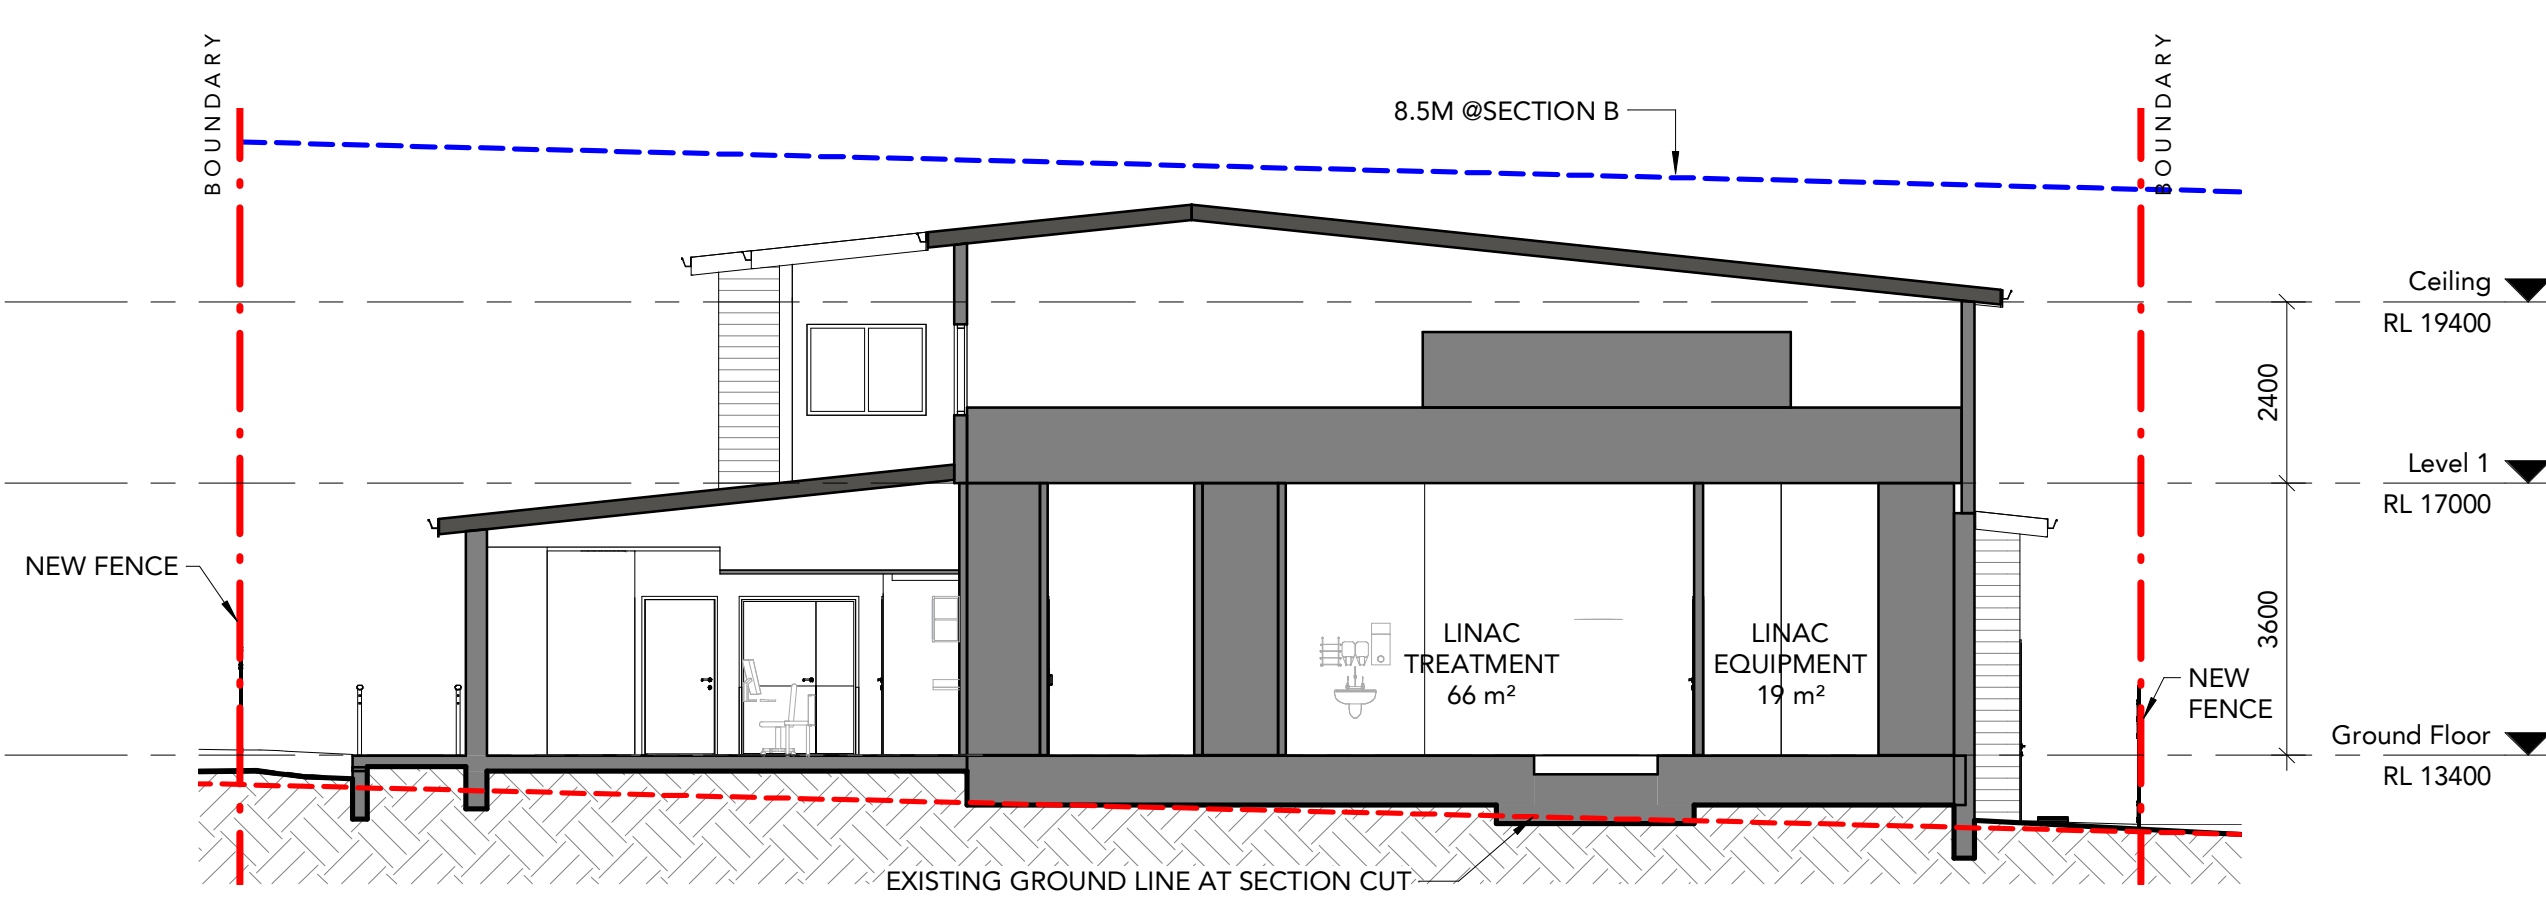 BOUNDARY
BOUNDARY
8.5M @SECTION B
Ceiling
RL 19400
2400
Level 1
RL 17000
NEW FENCE
3600
LINAC
TREATMENT
66 m²
LINAC
EQUIPMENT
19 m²
NEW
FENCE
Ground Floor
RL 13400
EXISTING GROUND LINE AT SECTION CUT